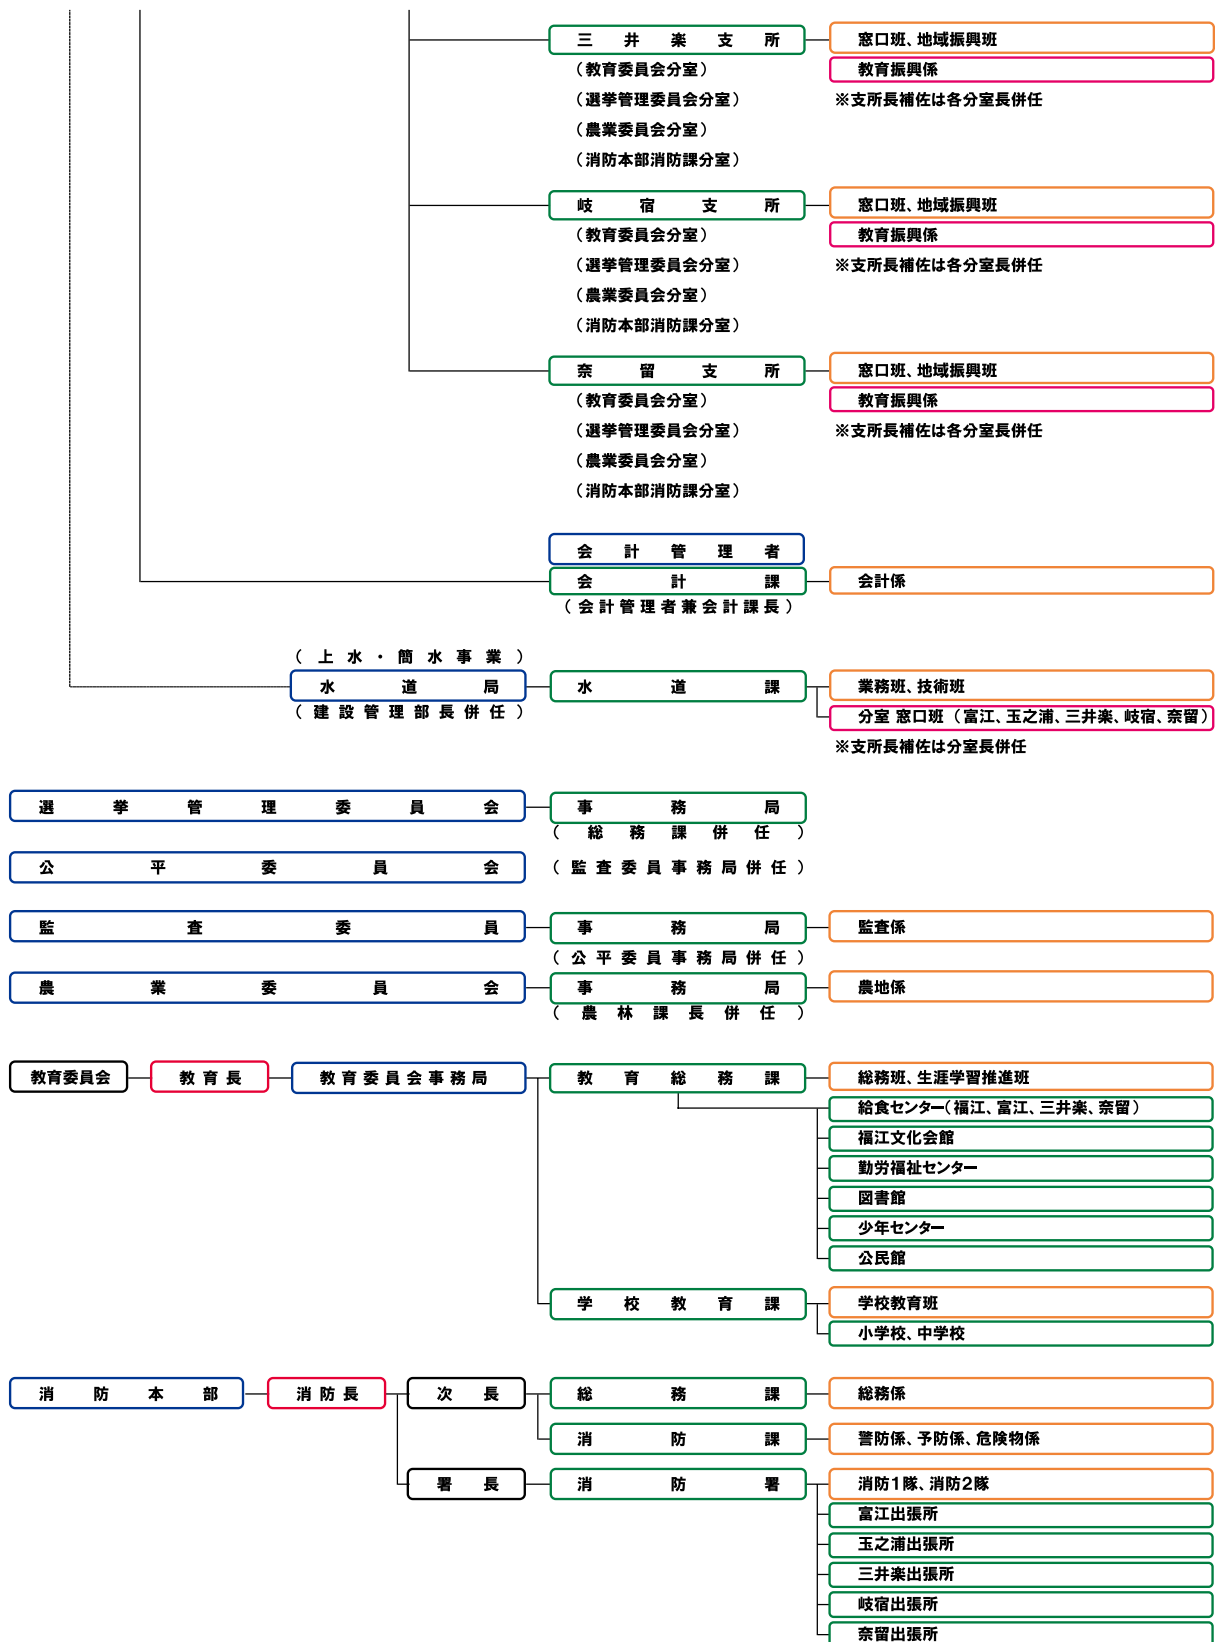 三井楽支所 窓口班、地域振興班
（教育委員会分室） 教育振興係
（選挙管理委員会分室） ※支所長補佐は各分室長併任
（農業委員会分室）
（消防本部消防課分室）
岐宿支所 窓口班、地域振興班
（教育委員会分室） 教育振興係
（選挙管理委員会分室） ※支所長補佐は各分室長併任
（農業委員会分室）
（消防本部消防課分室）
奈留支所 窓口班、地域振興班
（教育委員会分室） 教育振興係
（選挙管理委員会分室） ※支所長補佐は各分室長併任
（農業委員会分室）
（消防本部消防課分室）
会計管理者
会計課 会計係
（会計管理者兼会計課長）
（上水・簡水事業）
水道局 水道課 業務班、技術班
（建設管理部長併任） 分室 窓口班（富江、玉之浦、三井楽、岐宿、奈留）
※支所長補佐は分室長併任
選挙管理委員会 事務局
（総務課併任）
公平委員会 （監査委員事務局併任）
監査委員 事務局 監査係
（公平委員事務局併任）
農業委員会 事務局 農地係
（農林課長併任）
教育委員会 教育長 教育委員会事務局 教育総務課 総務班、生涯学習推進班
給食センター（福江、富江、三井楽、奈留）
福江文化会館
勤労福祉センター
図書館
少年センター
公民館
学校教育課 学校教育班
小学校、中学校
消防本部 消防長 次長 総務課 総務係
消防課 警防係、予防係、危険物係
署長 消防署 消防1隊、消防2隊
富江出張所
玉之浦出張所
三井楽出張所
岐宿出張所
奈留出張所